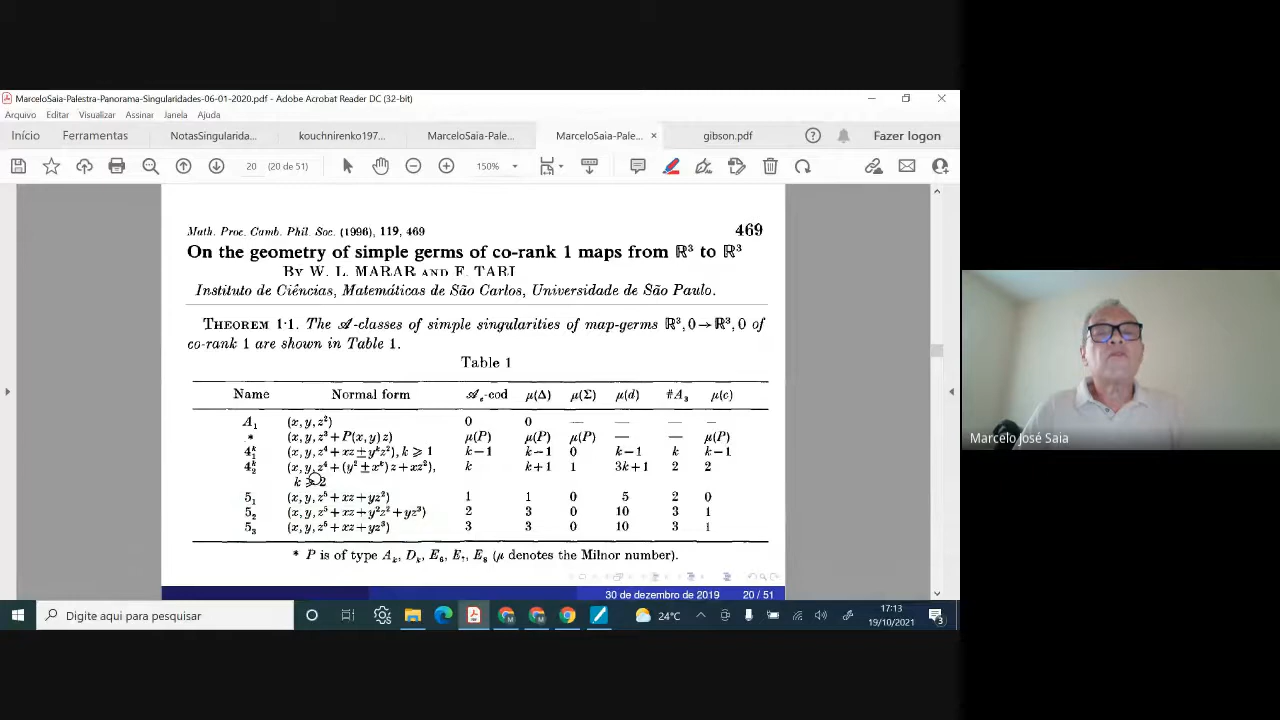 MarceloSaia-Palestra-Panorama-Singularidades-06-01-2020.pdf - Adobe Acrobat Reader DC (32-bit)
Arquivo Editar Visualizar Assinar Janela Ajuda
Início Ferramentas NotasSingularida... kouchnirenko197... MarceloSaia-Pale... MarceloSaia-Pale... × gibson.pdf Fazer logon
20 (20 de 51) 150%
Math. Proc. Camb. Phil. Soc. (1996), 119, 469 469
On the geometry of simple germs of co-rank 1 maps from ℝ³ to ℝ³
BY W. L. MARAR AND F. TARI
Instituto de Ciências, Matemáticas de São Carlos, Universidade de São Paulo.
THEOREM 1·1. The 𝒜-classes of simple singularities of map-germs ℝ³, 0 → ℝ³, 0 of
co-rank 1 are shown in Table 1.
Table 1
Name Normal form 𝒜ₑ-cod μ(Δ) μ(Σ) μ(d) #A₃ μ(c)
A₁ (x, y, z²) 0 0 — — — —
* (x, y, z³ + P(x, y) z) μ(P) μ(P) μ(P) — — μ(P)
4₁ᵏ (x, y, z⁴ + xz ± yᵏz²), k ⩾ 1 k−1 k−1 0 k−1 k k−1
4₂ᵏ (x, y, z⁴ + (y² ± xᵏ) z + xz²), k k+1 1 3k+1 2 2
k ⩾ 2
5₁ (x, y, z⁵ + xz + yz²) 1 1 0 5 2 0
5₂ (x, y, z⁵ + xz + y²z² + yz³) 2 3 0 10 3 1
5₃ (x, y, z⁵ + xz + yz³) 3 3 0 10 3 1
* P is of type Aₖ, Dₖ, E₆, E₇, E₈ (μ denotes the Milnor number).
30 de dezembro de 2019 20 / 51
Marcelo José Saia
Digite aqui para pesquisar 24°C 17:13
19/10/2021 3